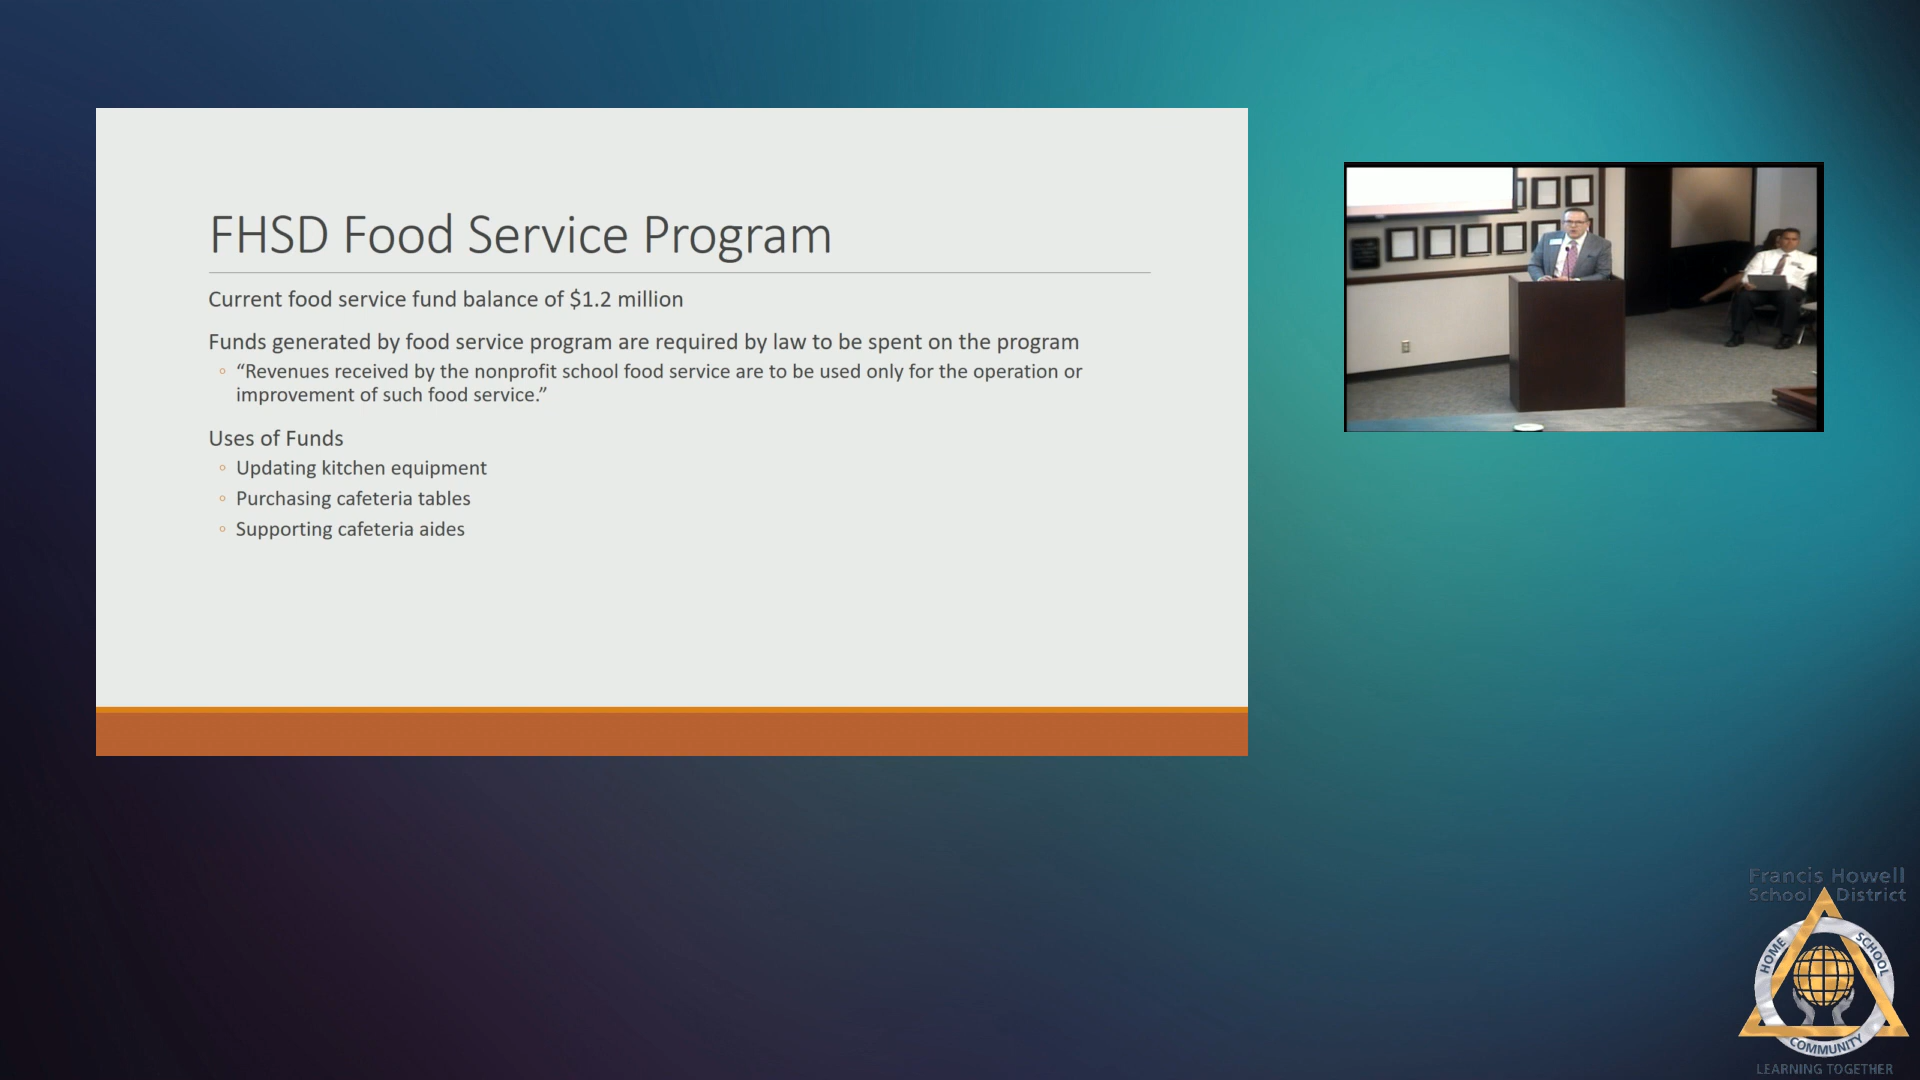 FHSD Food Service Program
Current food service fund balance of $1.2 million
Funds generated by food service program are required by law to be spent on the program
“Revenues received by the nonprofit school food service are to be used only for the operation or
improvement of such food service.”
Uses of Funds
Updating kitchen equipment
Purchasing cafeteria tables
Supporting cafeteria aides
Francis Howell
School District
HOME
SCHOOL
COMMUNITY
LEARNING TOGETHER